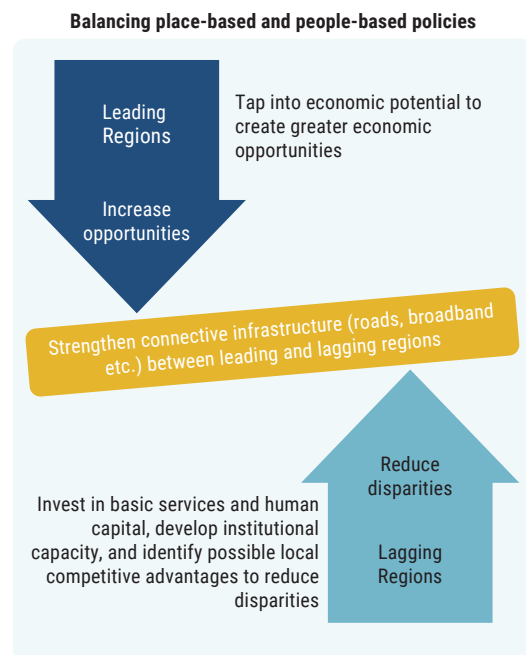 Balancing place-based and people-based policies
Leading
Regions
Increase
opportunities
Tap into economic potential to
create greater economic
opportunities
Strengthen connective infrastructure (roads, broadband
etc.) between leading and lagging regions
Reduce
disparities
Lagging
Regions
Invest in basic services and human
capital, develop institutional
capacity, and identify possible local
competitive advantages to reduce
disparities